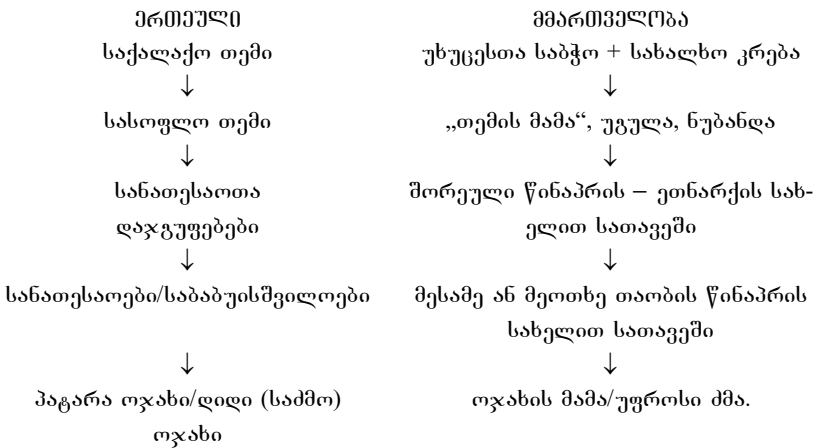 ერთეული მმართველობა
საქალაქო თემი უხუცესთა საბჭო + სახალხო კრება
↓ ↓
სასოფლო თემი „თემის მამა“, უგულა, ნუბანდა
↓ ↓
სანათესაოთა შორეული წინაპრის – ეთნარქის სახ-
დაჯგუფებები ელით სათავეში
↓ ↓
სანათესაოები/საბაბუისშვილოები მესამე ან მეოთხე თაობის წინაპრის
სახელით სათავეში
↓ ↓
პატარა ოჯახი/დიდი (საძმო) ოჯახის მამა/უფროსი ძმა.
ოჯახი